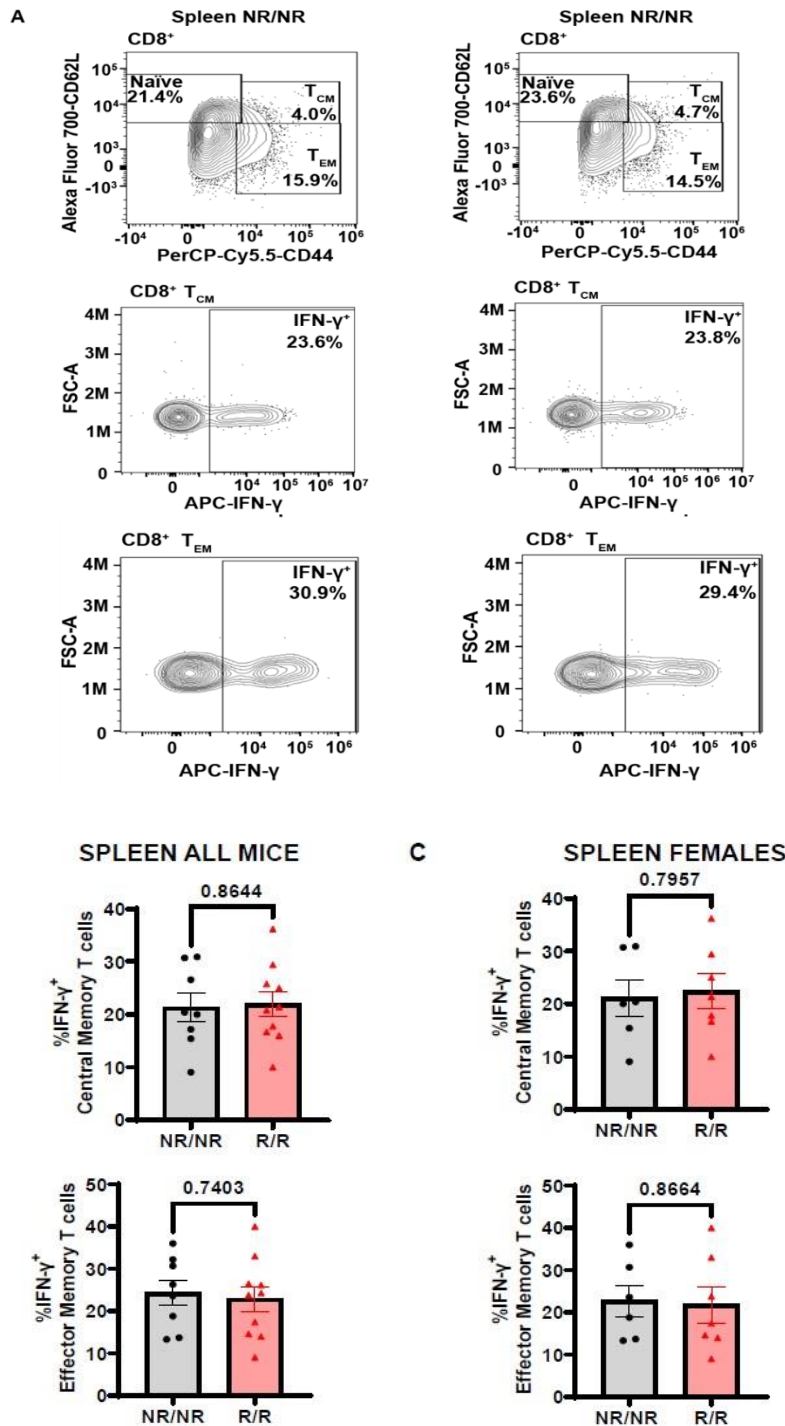 A
Spleen NR/NR
Spleen NR/NR
CD8⁺
Alexa Fluor 700-CD62L
10⁵
10⁴
10³
0
-10³
Naïve
21.4%
T_CM
4.0%
T_EM
15.9%
-10⁴ 0 10⁴ 10⁵ 10⁶
PerCP-Cy5.5-CD44
CD8⁺
Alexa Fluor 700-CD62L
10⁵
10⁴
10³
0
-10³
Naïve
23.6%
T_CM
4.7%
T_EM
14.5%
-10⁴ 0 10⁴ 10⁵ 10⁶
PerCP-Cy5.5-CD44
CD8⁺ T_CM
FSC-A
4M
3M
2M
1M
0
IFN-γ⁺
23.6%
0 10⁴ 10⁵ 10⁶ 10⁷
APC-IFN-γ
CD8⁺ T_CM
FSC-A
4M
3M
2M
1M
0
IFN-γ⁺
23.8%
0 10⁴ 10⁵ 10⁶ 10⁷
APC-IFN-γ
CD8⁺ T_EM
FSC-A
4M
3M
2M
1M
0
IFN-γ⁺
30.9%
0 10⁴ 10⁵ 10⁶
APC-IFN-γ
CD8⁺ T_EM
FSC-A
4M
3M
2M
1M
0
IFN-γ⁺
29.4%
0 10⁴ 10⁵ 10⁶
APC-IFN-γ
SPLEEN ALL MICE
0.8644
%IFN-γ⁺
Central Memory T cells
40
30
20
10
0
NR/NR R/R
0.7403
%IFN-γ⁺
Effector Memory T cells
50
40
30
20
10
0
NR/NR R/R
C
SPLEEN FEMALES
0.7957
%IFN-γ⁺
Central Memory T cells
40
30
20
10
0
NR/NR R/R
0.8664
%IFN-γ⁺
Effector Memory T cells
50
40
30
20
10
0
NR/NR R/R